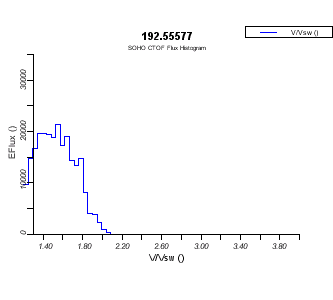 192.55577
SOHO CTOF Flux Histogram
V/Vsw ()
EFlux ()
30000
20000
10000
0
1.40 1.80 2.20 2.60 3.00 3.40 3.80
V/Vsw ()